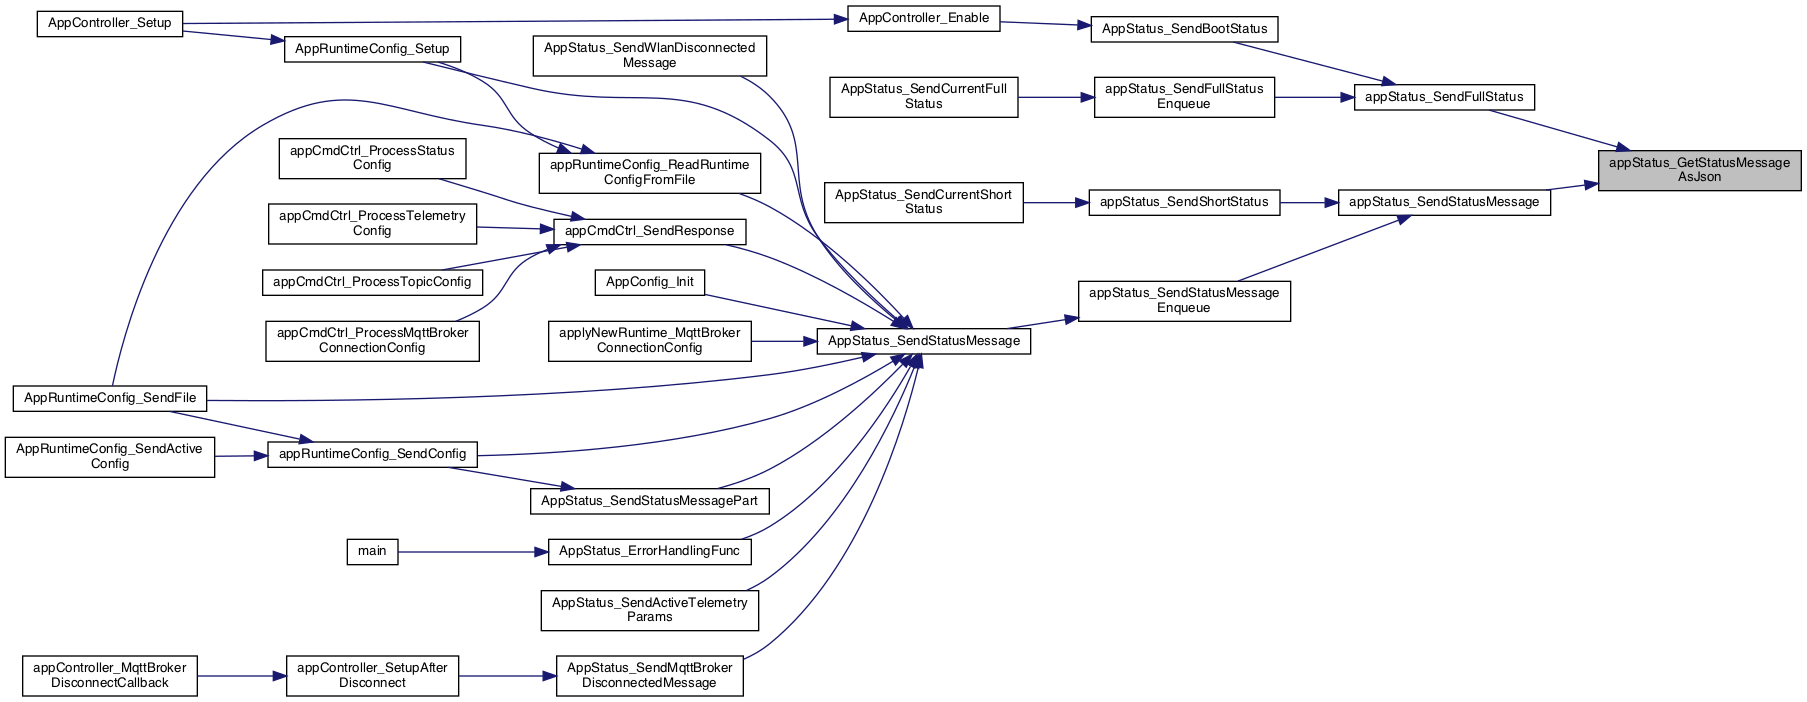 AppController_Setup
AppController_Enable
AppStatus_SendBootStatus
AppRuntimeConfig_Setup
AppStatus_SendWlanDisconnected
Message
AppStatus_SendCurrentFull
Status
appStatus_SendFullStatus
Enqueue
appStatus_SendFullStatus
appCmdCtrl_ProcessStatus
Config
appRuntimeConfig_ReadRuntime
ConfigFromFile
appStatus_GetStatusMessage
AsJson
AppStatus_SendCurrentShort
Status
appStatus_SendShortStatus
appStatus_SendStatusMessage
appCmdCtrl_ProcessTelemetry
Config
appCmdCtrl_SendResponse
appCmdCtrl_ProcessTopicConfig
AppConfig_Init
appStatus_SendStatusMessage
Enqueue
appCmdCtrl_ProcessMqttBroker
ConnectionConfig
applyNewRuntime_MqttBroker
ConnectionConfig
AppStatus_SendStatusMessage
AppRuntimeConfig_SendFile
AppRuntimeConfig_SendActive
Config
appRuntimeConfig_SendConfig
AppStatus_SendStatusMessagePart
main
AppStatus_ErrorHandlingFunc
AppStatus_SendActiveTelemetry
Params
appController_MqttBroker
DisconnectCallback
appController_SetupAfter
Disconnect
AppStatus_SendMqttBroker
DisconnectedMessage